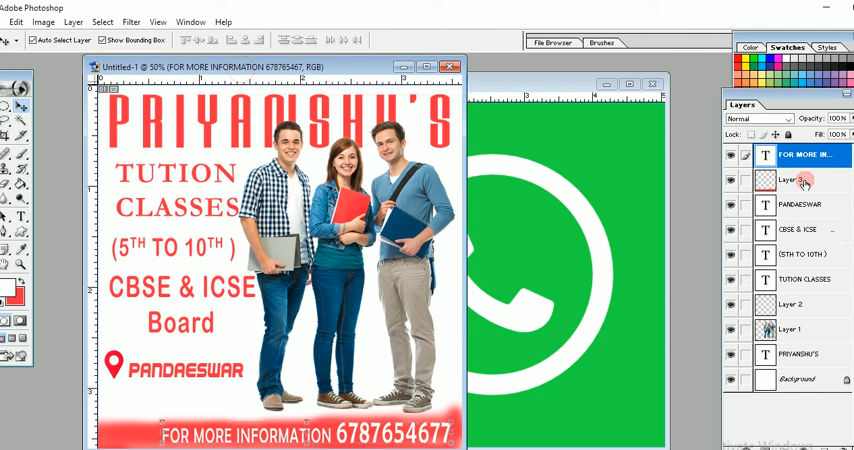 Adobe Photoshop
Edit Image Layer Select Filter View Window Help
Auto Select Layer Show Bounding Box
File Browser Brushes
Color Swatches Styles
Untitled-1 @ 50% (FOR MORE INFORMATION 678765467, RGB)
Layers
Normal Opacity: 100%
Lock: Fill: 100%
FOR MORE IN...
Layer 3
PANDAESWAR
CBSE & ICSE ...
(5TH TO 10TH )
TUTION CLASSES
Layer 2
Layer 1
PRIYANSHU'S
Background
PRIYANSHU'S
TUTION
CLASSES
(5TH TO 10TH )
CBSE & ICSE
Board
PANDAESWAR
FOR MORE INFORMATION 6787654677